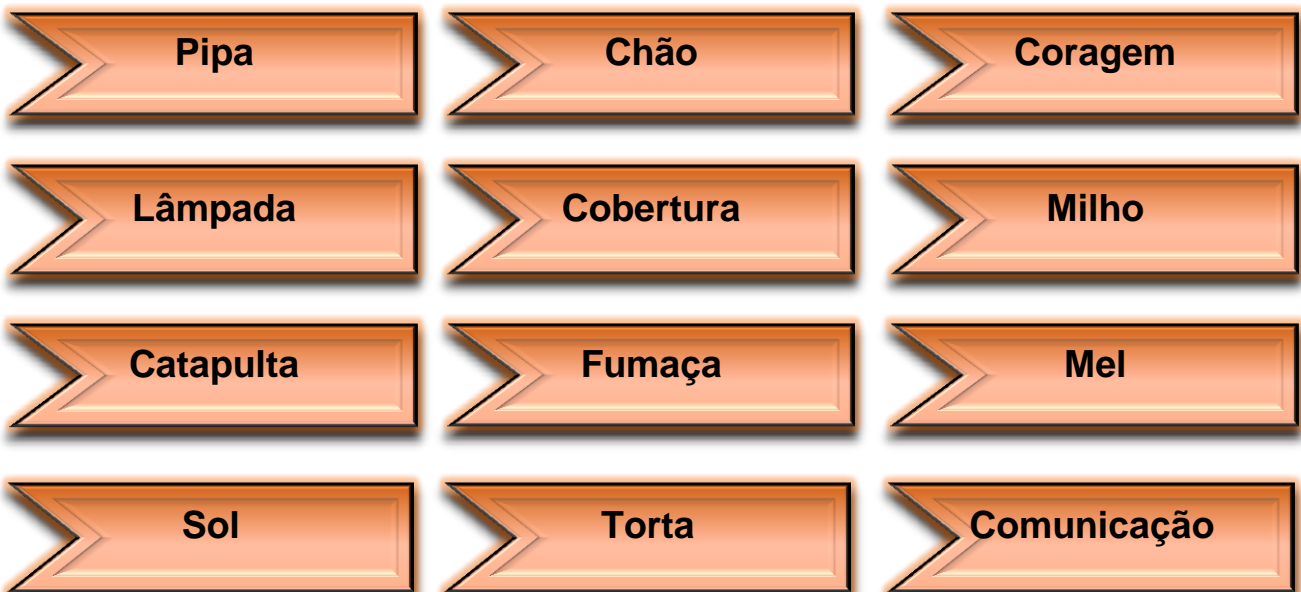 Pipa
Chão
Coragem
Lâmpada
Cobertura
Milho
Catapulta
Fumaça
Mel
Sol
Torta
Comunicação